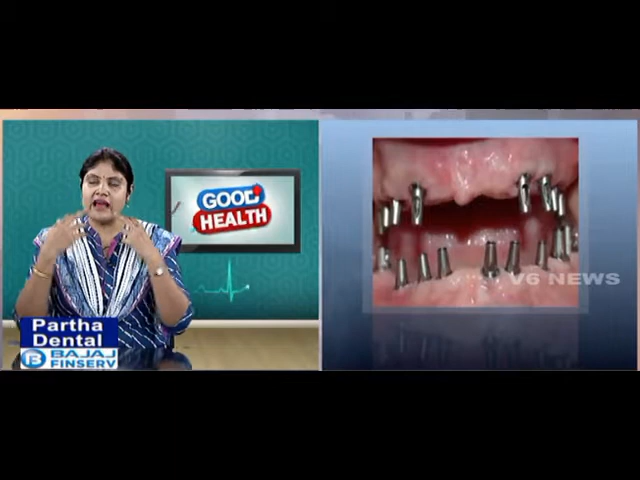 GOOD
HEALTH
Partha
Dental
B BAJAJ
FINSERV
V6 NEWS